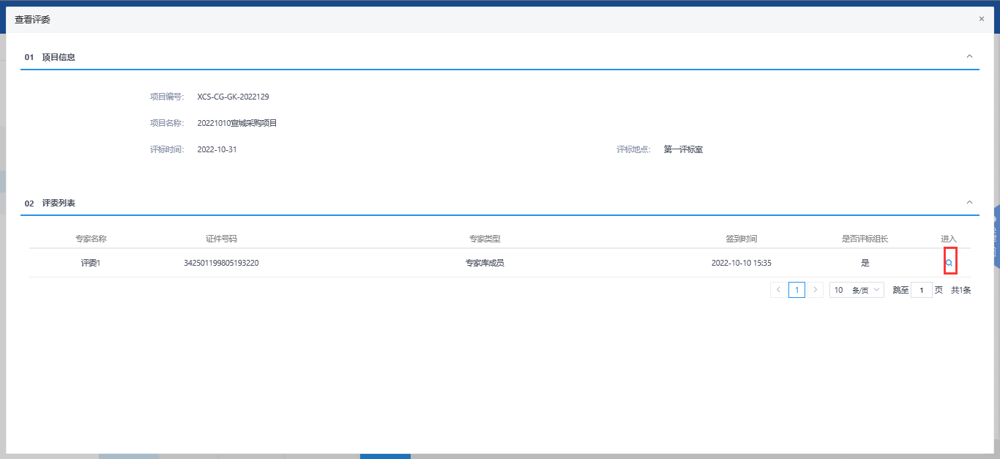 查看评委
01 项目信息
项目编号: XCS-CG-GK-2022129
项目名称: 20221010宣城采购项目
评标时间: 2022-10-31 评标地点: 第一评标室
02 评委列表
专家名称 证件号码 专家类型 签到时间 是否评标组长 进入
评委1 342501199805193220 专家库成员 2022-10-10 15:35 是
1 10 条/页 跳至 1 页 共1条